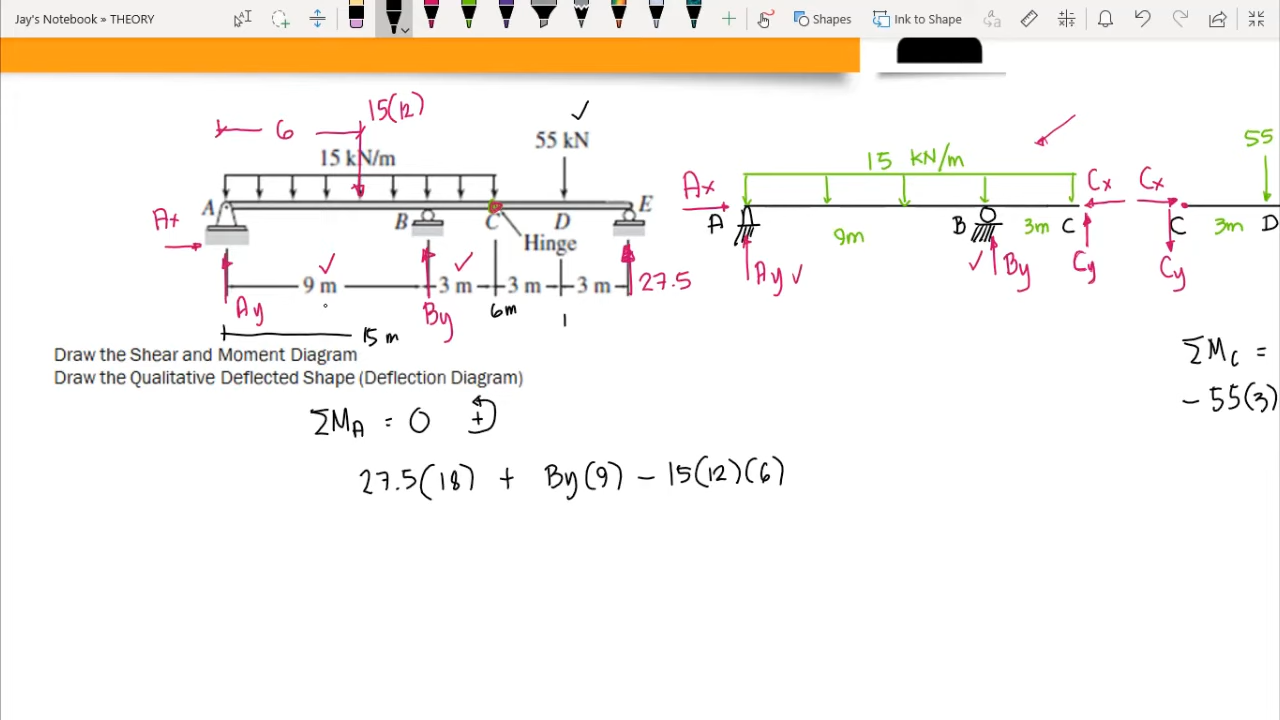 Jay's Notebook » THEORY
Shapes
Ink to Shape
15(12)
6
55 kN
15 kN/m
Ax
A
B
C
D
E
Hinge
9 m
3 m
3 m
3 m
27.5
Ay
By
6m
15 m
15 KN/m
55
Ax
A
B
C
Cx
Cx
C
D
9m
3m
3m
Ay
By
Cy
Cy
Draw the Shear and Moment Diagram
Draw the Qualitative Deflected Shape (Deflection Diagram)
ΣMC =
- 55(3)
ΣMA = 0 +
27.5(18) + By(9) - 15(12)(6)